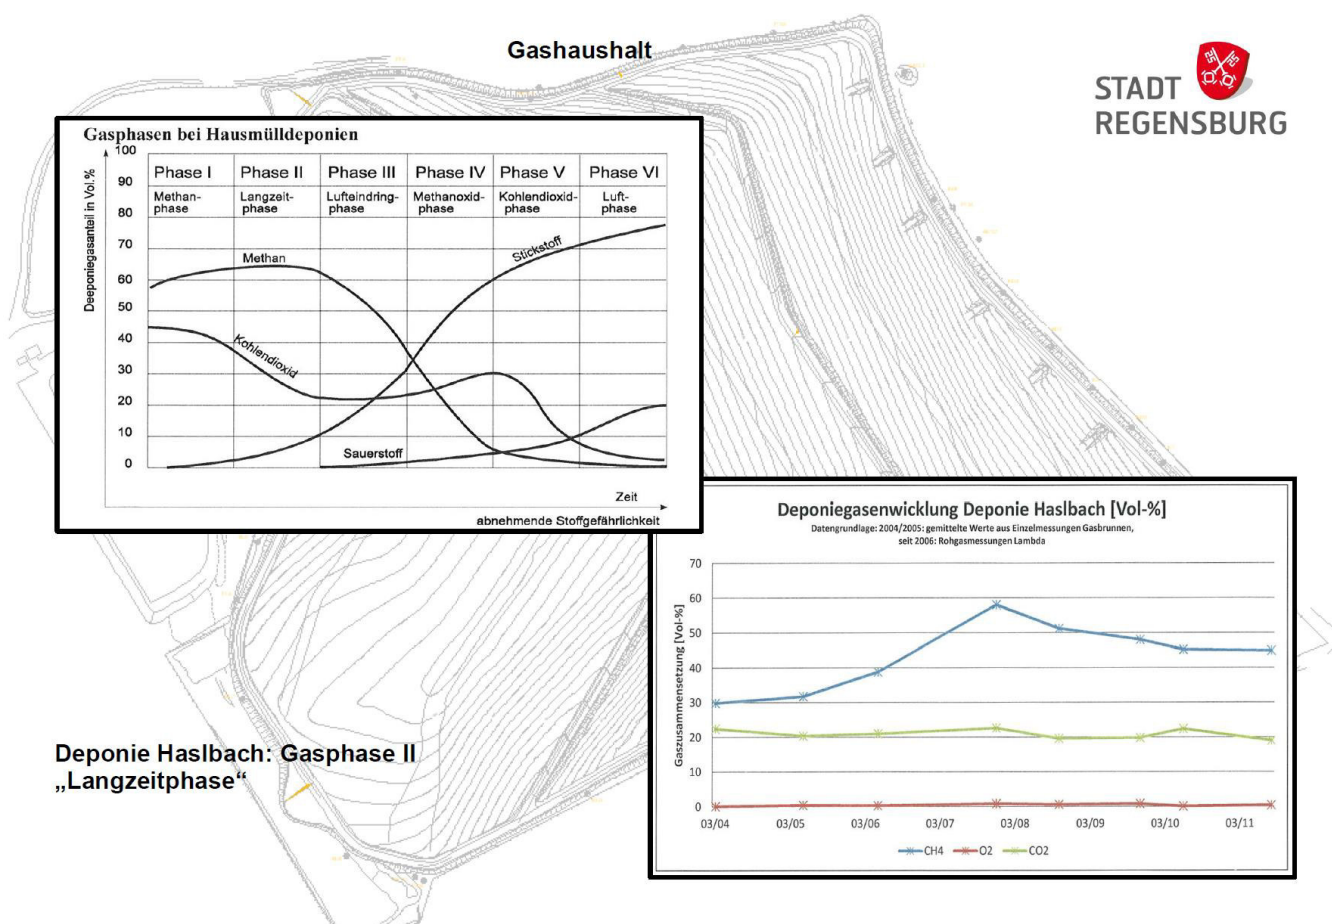 Gashaushalt
STADT
REGENSBURG
Gasphasen bei Hausmülldeponien
Deeponiegasanteil in Vol.%
100
90
80
70
60
50
40
30
20
10
0
Phase I
Phase II
Phase III
Phase IV
Phase V
Phase VI
Methan-
phase
Langzeit-
phase
Lufteindring-
phase
Methanoxid-
phase
Kohlendioxid-
phase
Luft-
phase
Methan
Stickstoff
Kohlendioxid
Sauerstoff
Zeit
abnehmende Stoffgefährlichkeit
Deponiegasenwicklung Deponie Haslbach [Vol-%]
Datengrundlage: 2004/2005: gemittelte Werte aus Einzelmessungen Gasbrunnen,
seit 2006: Rohgasmessungen Lambda
Gaszusammensetzung [Vol-%]
70
60
50
40
30
20
10
0
03/04 03/05 03/06 03/07 03/08 03/09 03/10 03/11
CH4 O2 CO2
Deponie Haslbach: Gasphase II
„Langzeitphase“